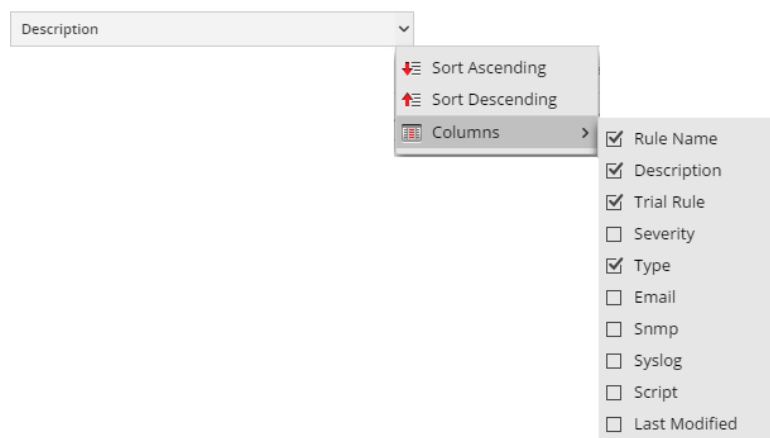 Description
Sort Ascending
Sort Descending
Columns
Rule Name
Description
Trial Rule
Severity
Type
Email
Snmp
Syslog
Script
Last Modified